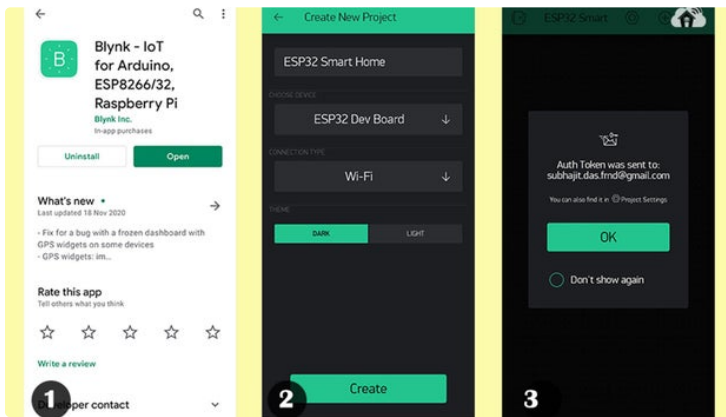 Blynk - IoT
for Arduino,
ESP8266/32,
Raspberry Pi
Blynk Inc.
In-app purchases
Uninstall
Open
What's new
Last updated 18 Nov 2020
- Fix for a bug with a frozen dashboard with
GPS widgets on some devices
- GPS widgets: im...
Rate this app
Tell others what you think
Write a review
Developer contact
1
Create New Project
ESP32 Smart Home
CHOOSE DEVICE
ESP32 Dev Board
CONNECTION TYPE
Wi-Fi
THEME
DARK
LIGHT
Create
2
ESP32 Smart
Auth Token was sent to:
subhajit.das.frnd@gmail.com
You can also find it in Project Settings
OK
Don't show again
3